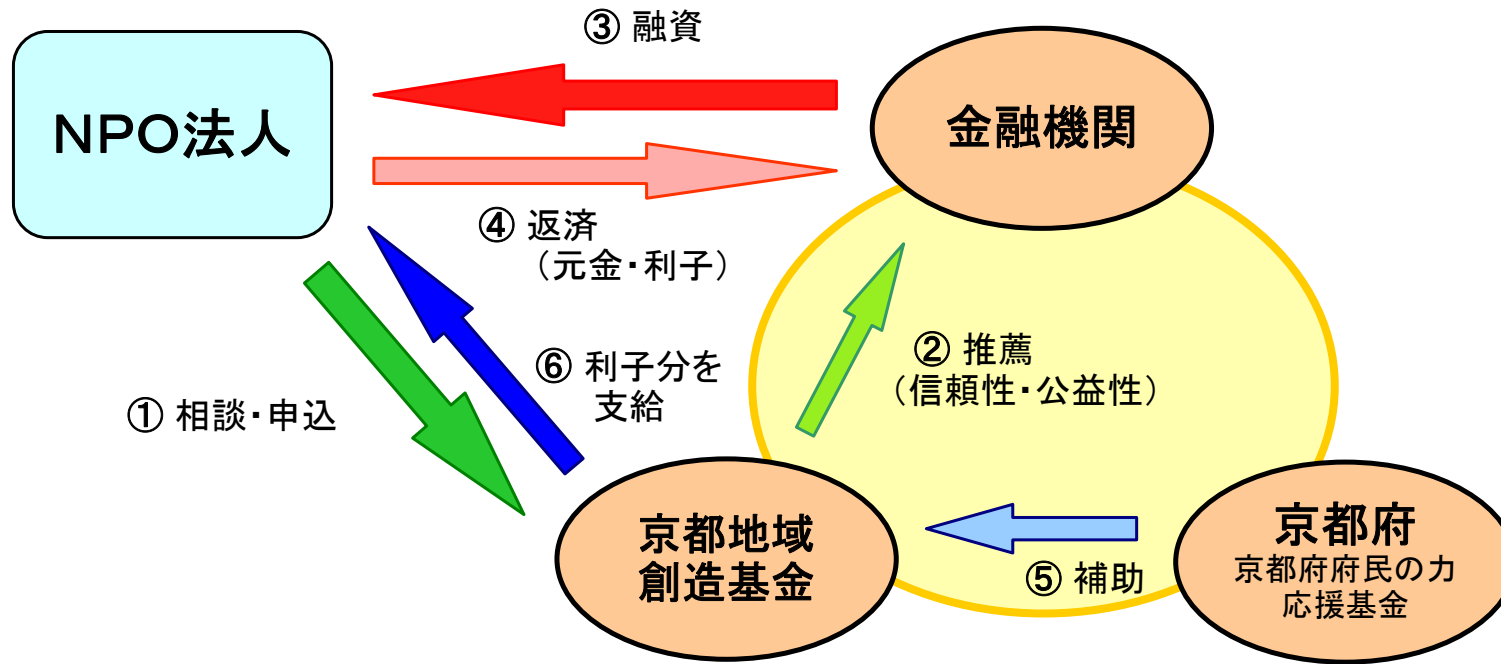 ③ 融資
NPO法人
金融機関
④ 返済
（元金・利子）
② 推薦
（信頼性・公益性）
⑥ 利子分を
支給
① 相談・申込
京都地域
創造基金
⑤ 補助
京都府
京都府府民の力
応援基金